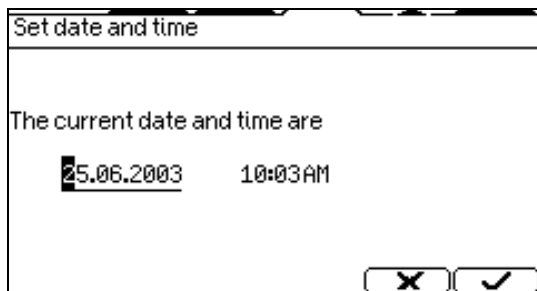 Set date and time
The current date and time are
25.06.2003 10:03AM